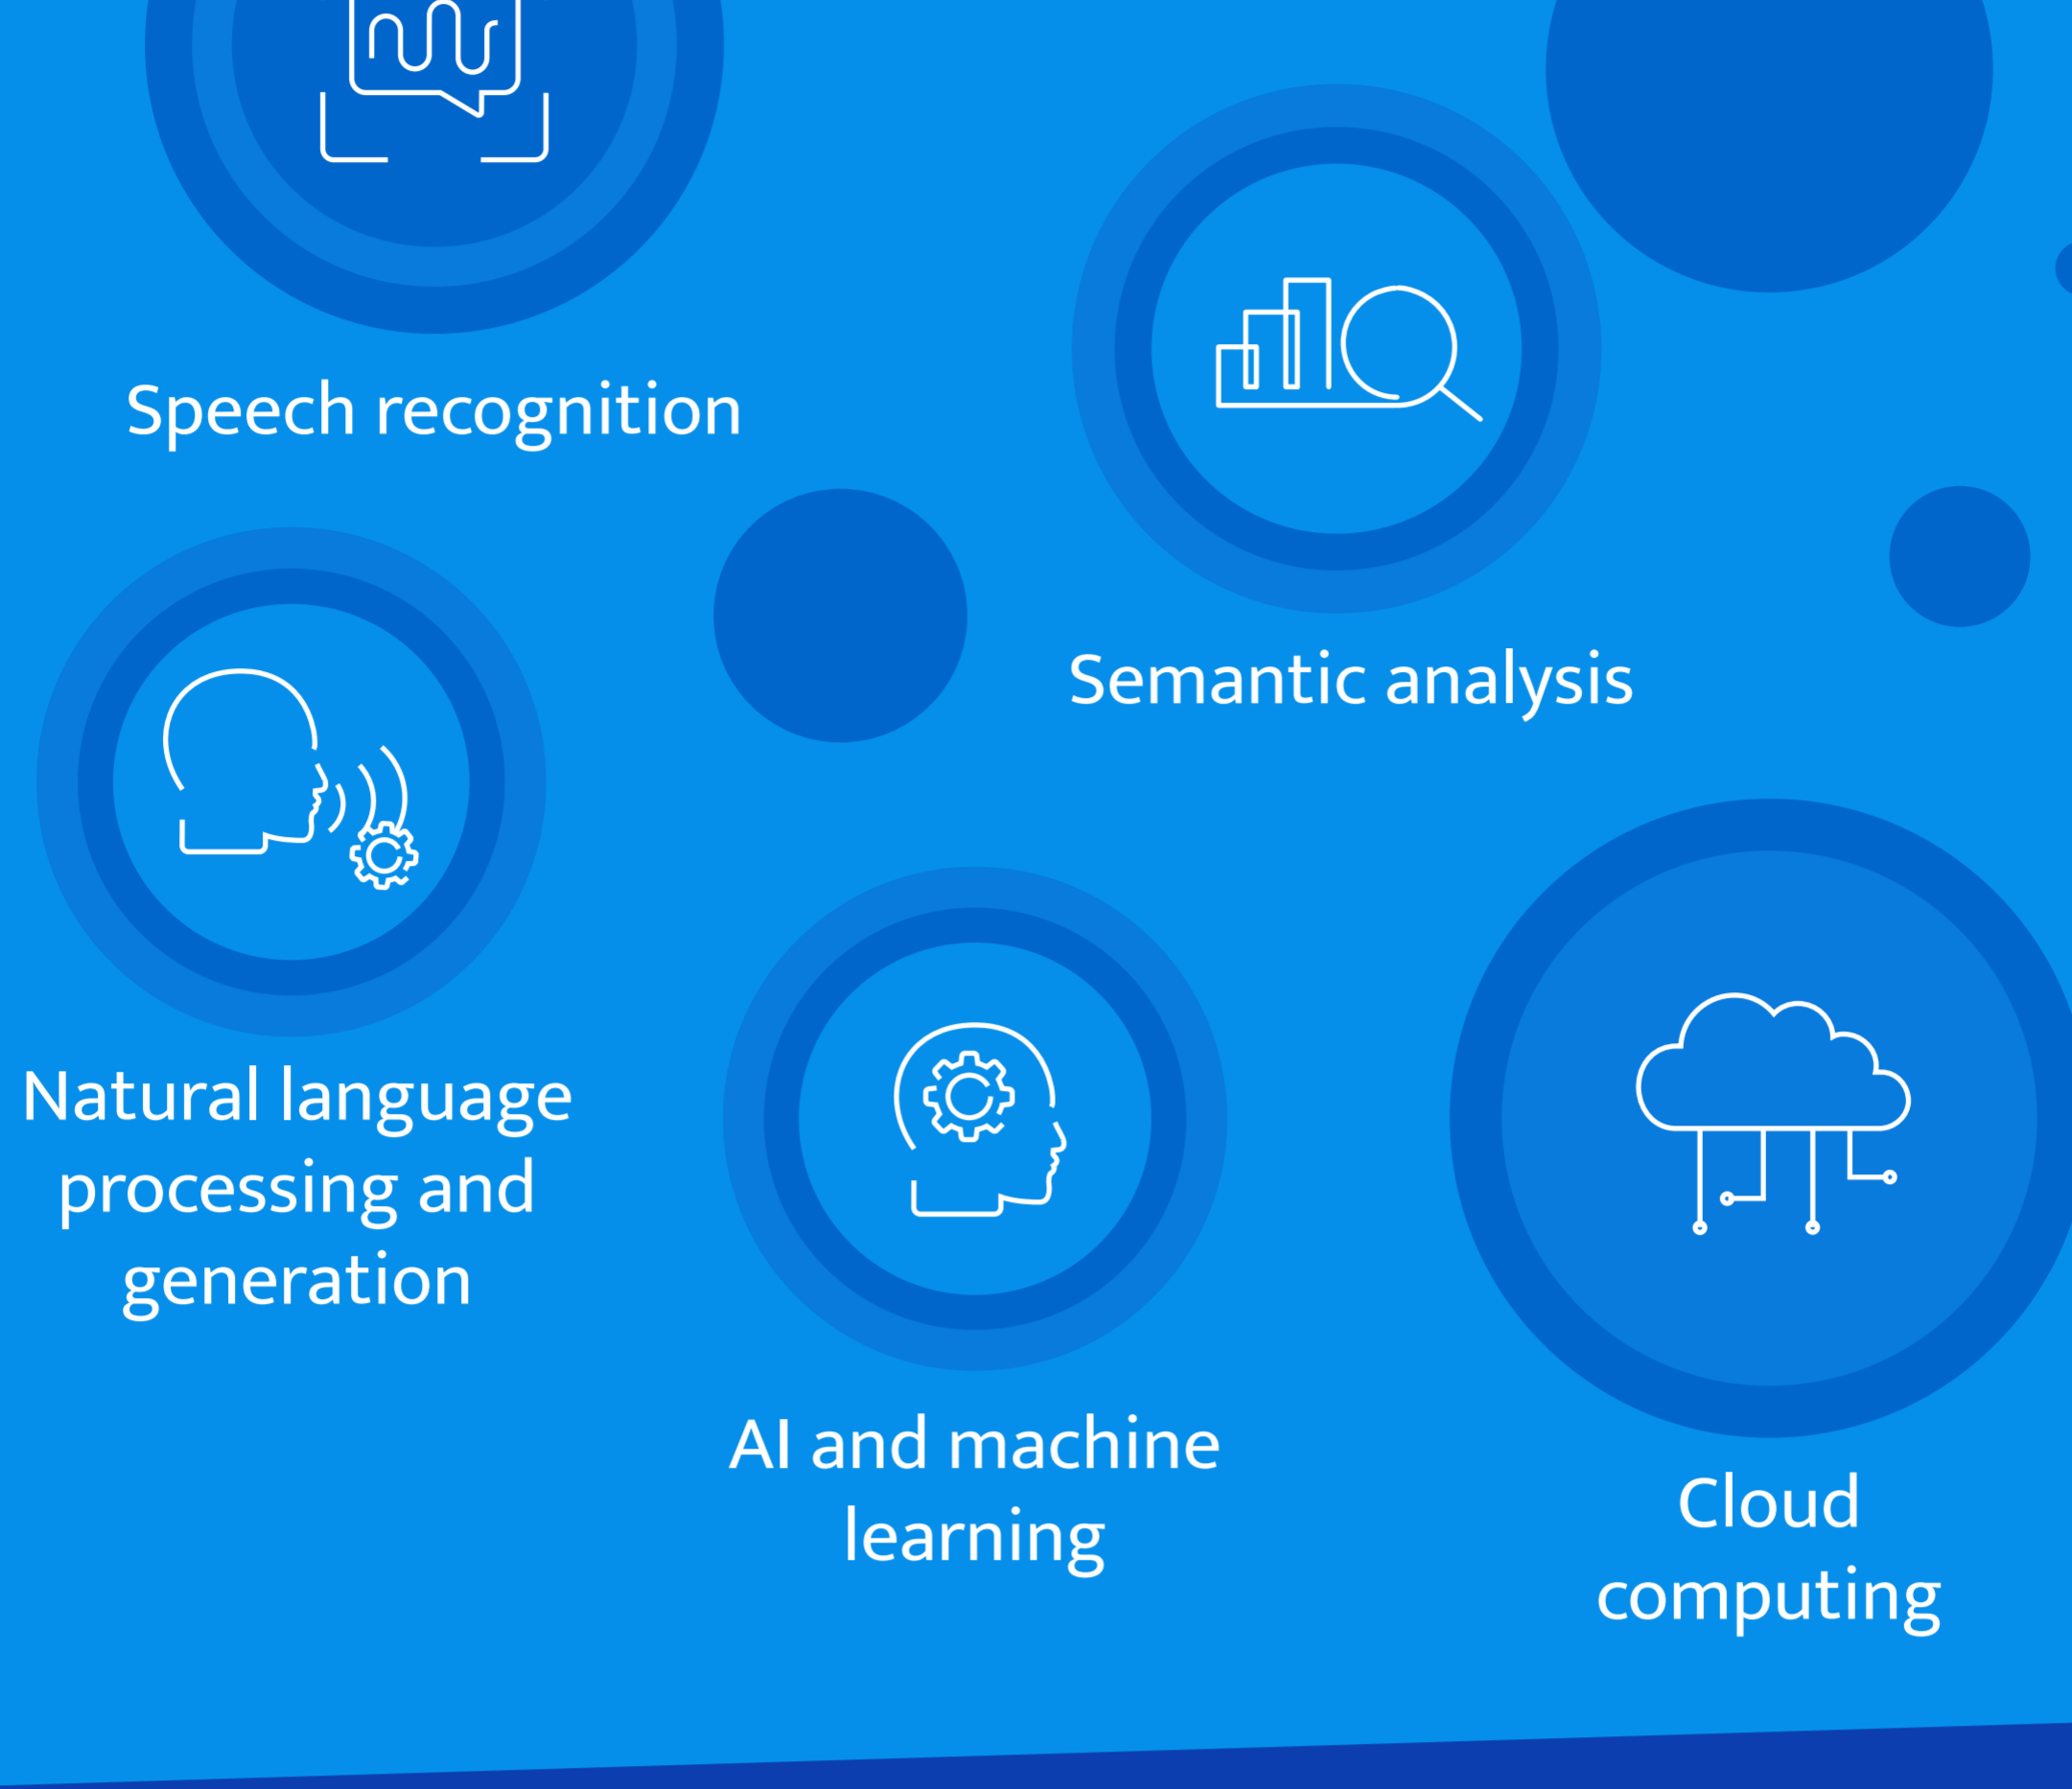 Speech recognition
Semantic analysis
Natural language
processing and
generation
AI and machine
learning
Cloud
computing